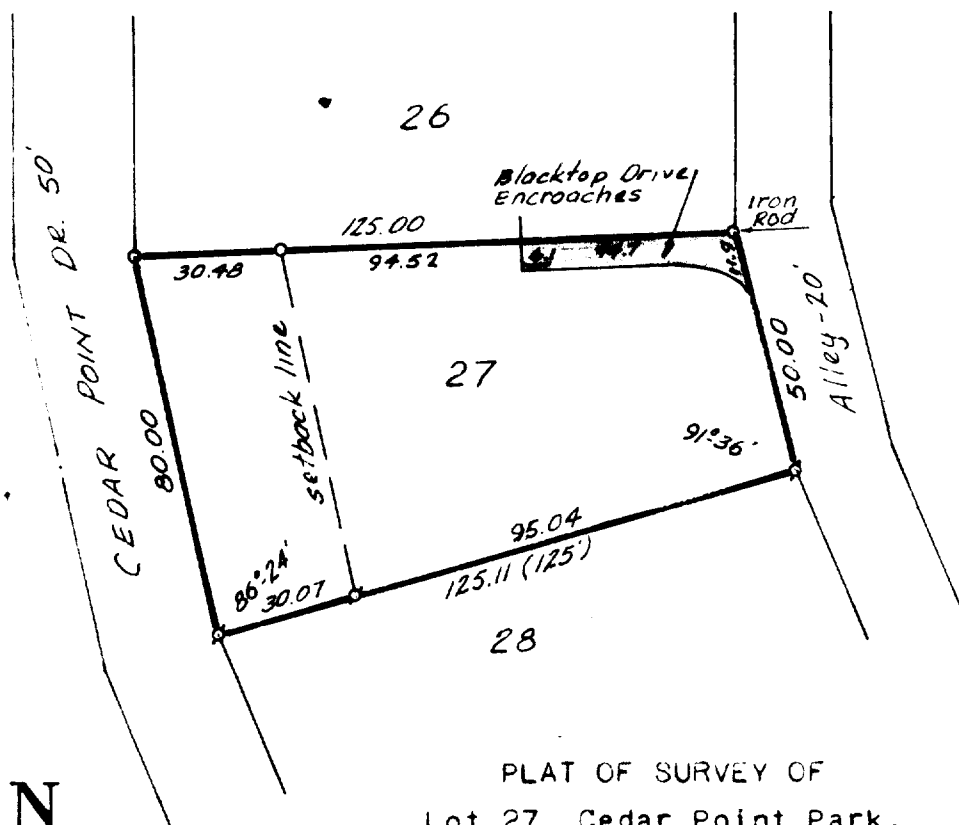 26
CEDAR POINT DR. 50'
Blacktop Drive
Encroaches
Iron
Rod
125.00
30.48
94.52
4.1
Alley-20'
50.00
27
setback line
80.00
91°36'
95.04
86°-24'
30.07
125.11 (125')
28
N
PLAT OF SURVEY OF
Lot 27 Cedar Point Park,